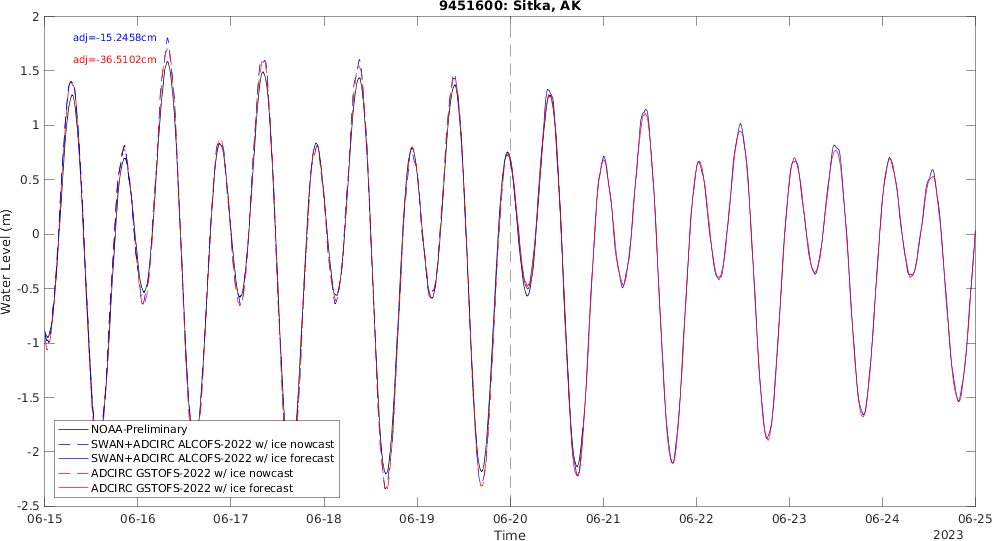 9451600: Sitka, AK
adj=-15.2458cm
adj=-36.5102cm
2
1.5
1
0.5
0
-0.5
-1
-1.5
-2
-2.5
Water Level (m)
NOAA-Preliminary
SWAN+ADCIRC ALCOFS-2022 w/ ice nowcast
SWAN+ADCIRC ALCOFS-2022 w/ ice forecast
ADCIRC GSTOFS-2022 w/ ice nowcast
ADCIRC GSTOFS-2022 w/ ice forecast
06-15 06-16 06-17 06-18 06-19 06-20 06-21 06-22 06-23 06-24 06-25
Time
2023